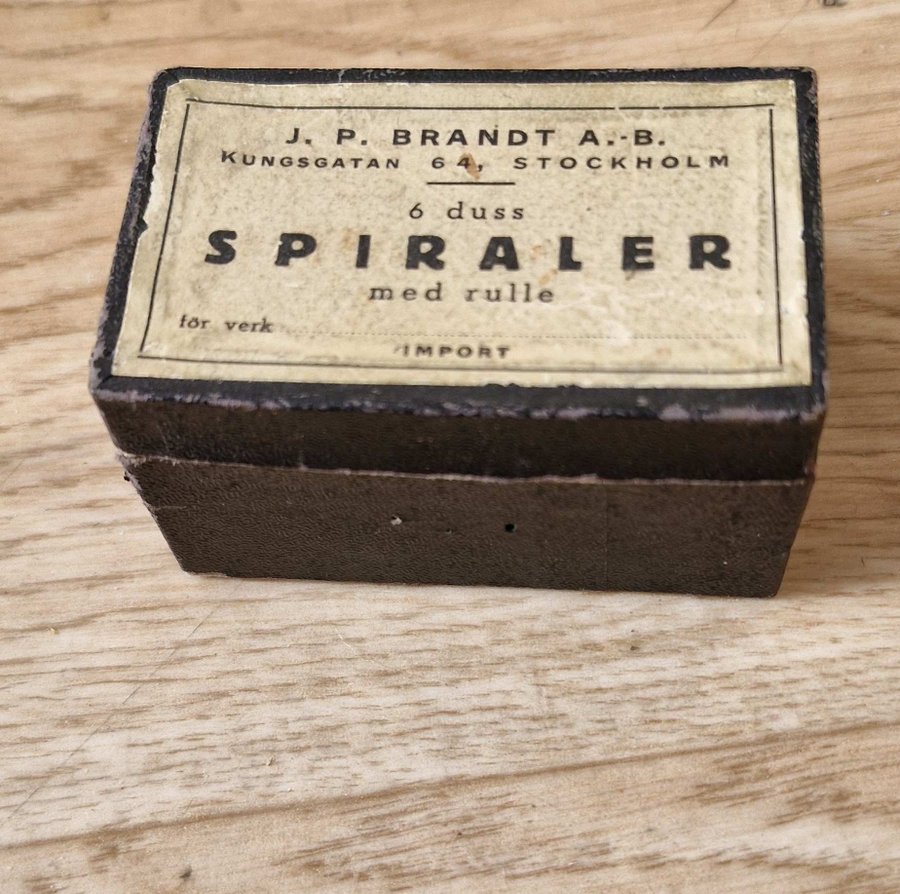 J. P. BRANDT A.-B.
KUNGSGATAN 64, STOCKHOLM
6 duss
SPIRALER
med rulle
för verk
IMPORT